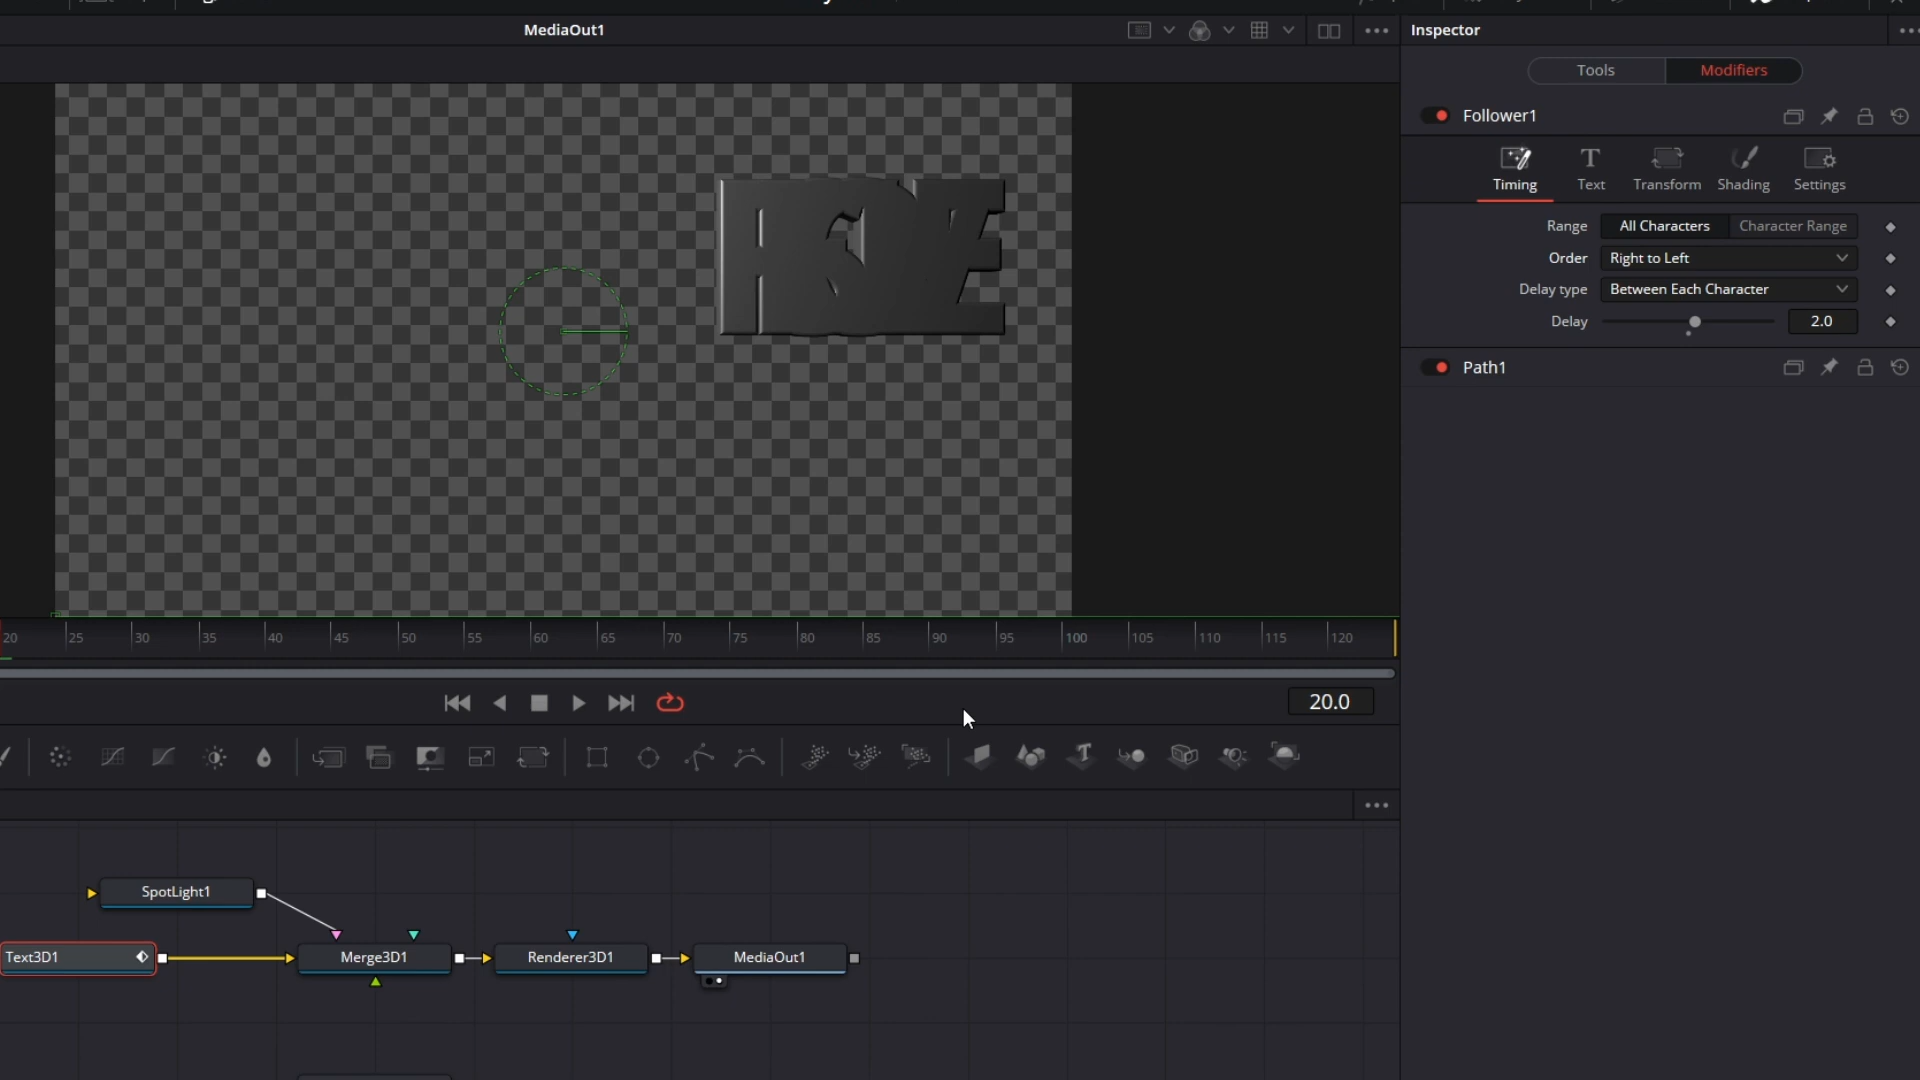 MediaOut1
Inspector
Tools
Modifiers
Follower1
Timing
Text
Transform
Shading
Settings
Range
All Characters
Character Range
Order
Right to Left
Delay type
Between Each Character
Delay
2.0
Path1
20 25 30 35 40 45 50 55 60 65 70 75 80 85 90 95 100 105 110 115 120
20.0
SpotLight1
Text3D1
Merge3D1
Renderer3D1
MediaOut1